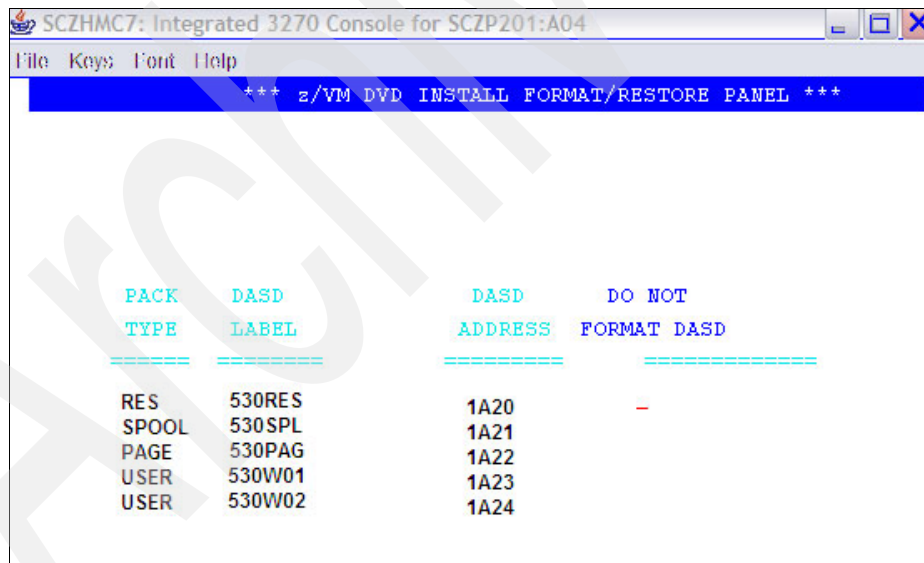 SCZHMC7: Integrated 3270 Console for SCZP201:A04
File Keys Font Help
*** z/VM DVD INSTALL FORMAT/RESTORE PANEL ***
PACK DASD DASD DO NOT
TYPE LABEL ADDRESS FORMAT DASD
====== ======== ========= =============
RES 530RES 1A20 _
SPOOL 530SPL 1A21
PAGE 530PAG 1A22
USER 530W01 1A23
USER 530W02 1A24
Archi